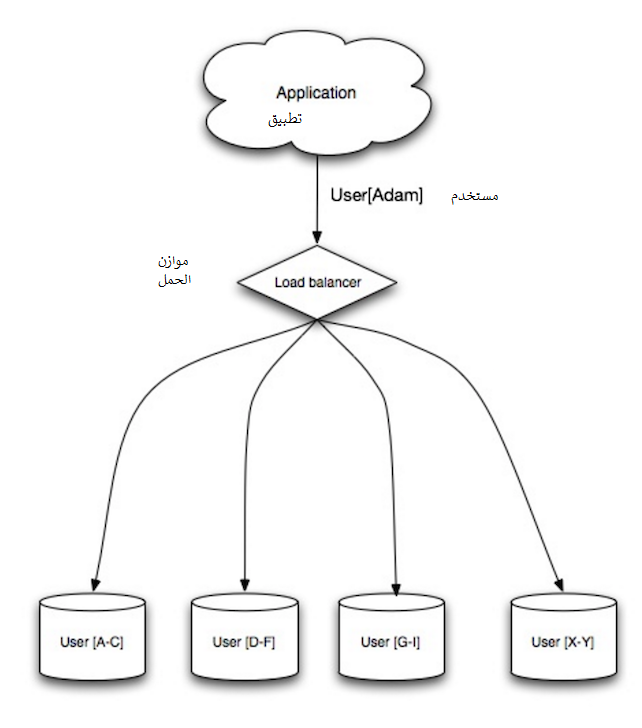 Application
تطبيق
User[Adam]
مستخدم
موازن
الحمل
Load balancer
User [A-C]
User [D-F]
User [G-I]
User [X-Y]